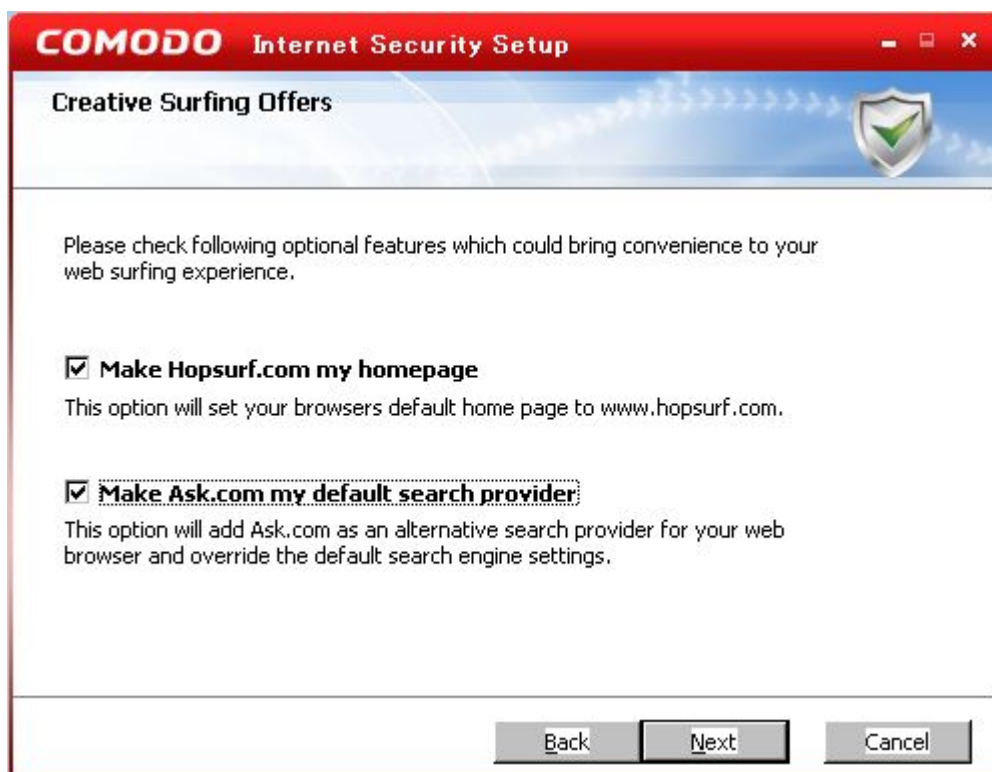 COMODO Internet Security Setup
Creative Surfing Offers
Please check following optional features which could bring convenience to your
web surfing experience.
Make Hopsurf.com my homepage
This option will set your browsers default home page to www.hopsurf.com.
Make Ask.com my default search provider
This option will add Ask.com as an alternative search provider for your web
browser and override the default search engine settings.
Back Next Cancel